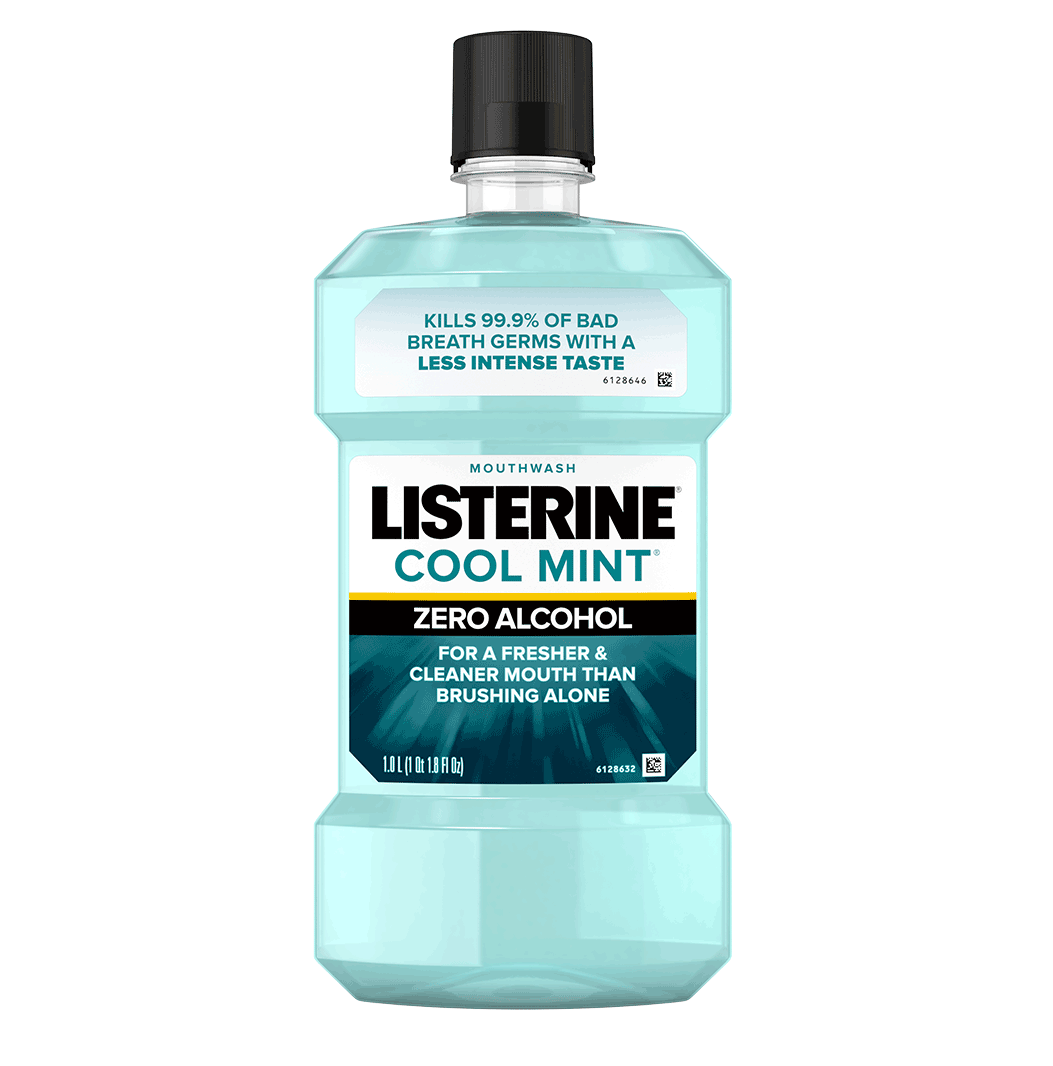 KILLS 99.9% OF BAD
BREATH GERMS WITH A
LESS INTENSE TASTE
6128646
MOUTHWASH
LISTERINE®
COOL MINT®
ZERO ALCOHOL
FOR A FRESHER &
CLEANER MOUTH THAN
BRUSHING ALONE
1.0 L (1 Qt 1.8 Fl Oz)
6128632